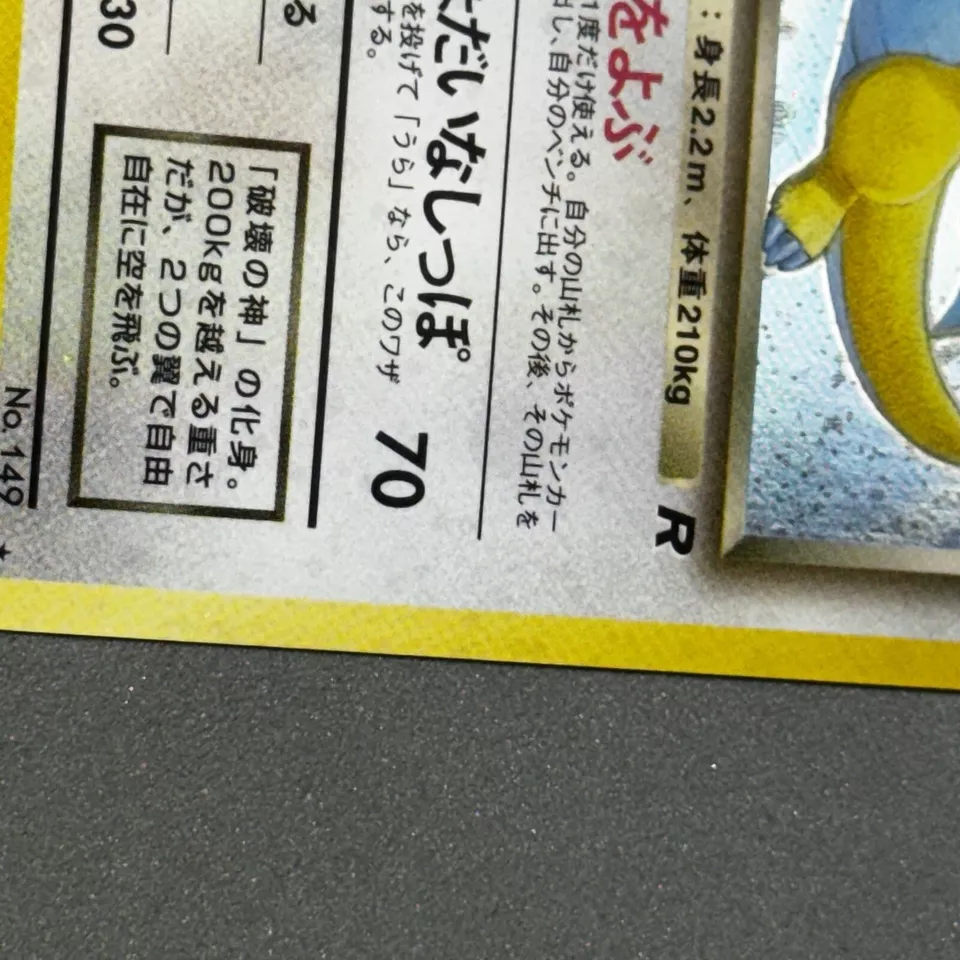 ：身長2.2m、体重210kg
R
をよぶ
1度だけ使える。自分の山札からポケモンカー
出し、自分のベンチに出す。その後、その山札を
だいなしっぽ 70
を投げて「うら」なら、このワザ
する。
る
30
「破壊の神」の化身。
200kgを越える重さ
だが、2つの翼で自由
自在に空を飛ぶ。
No.149
★